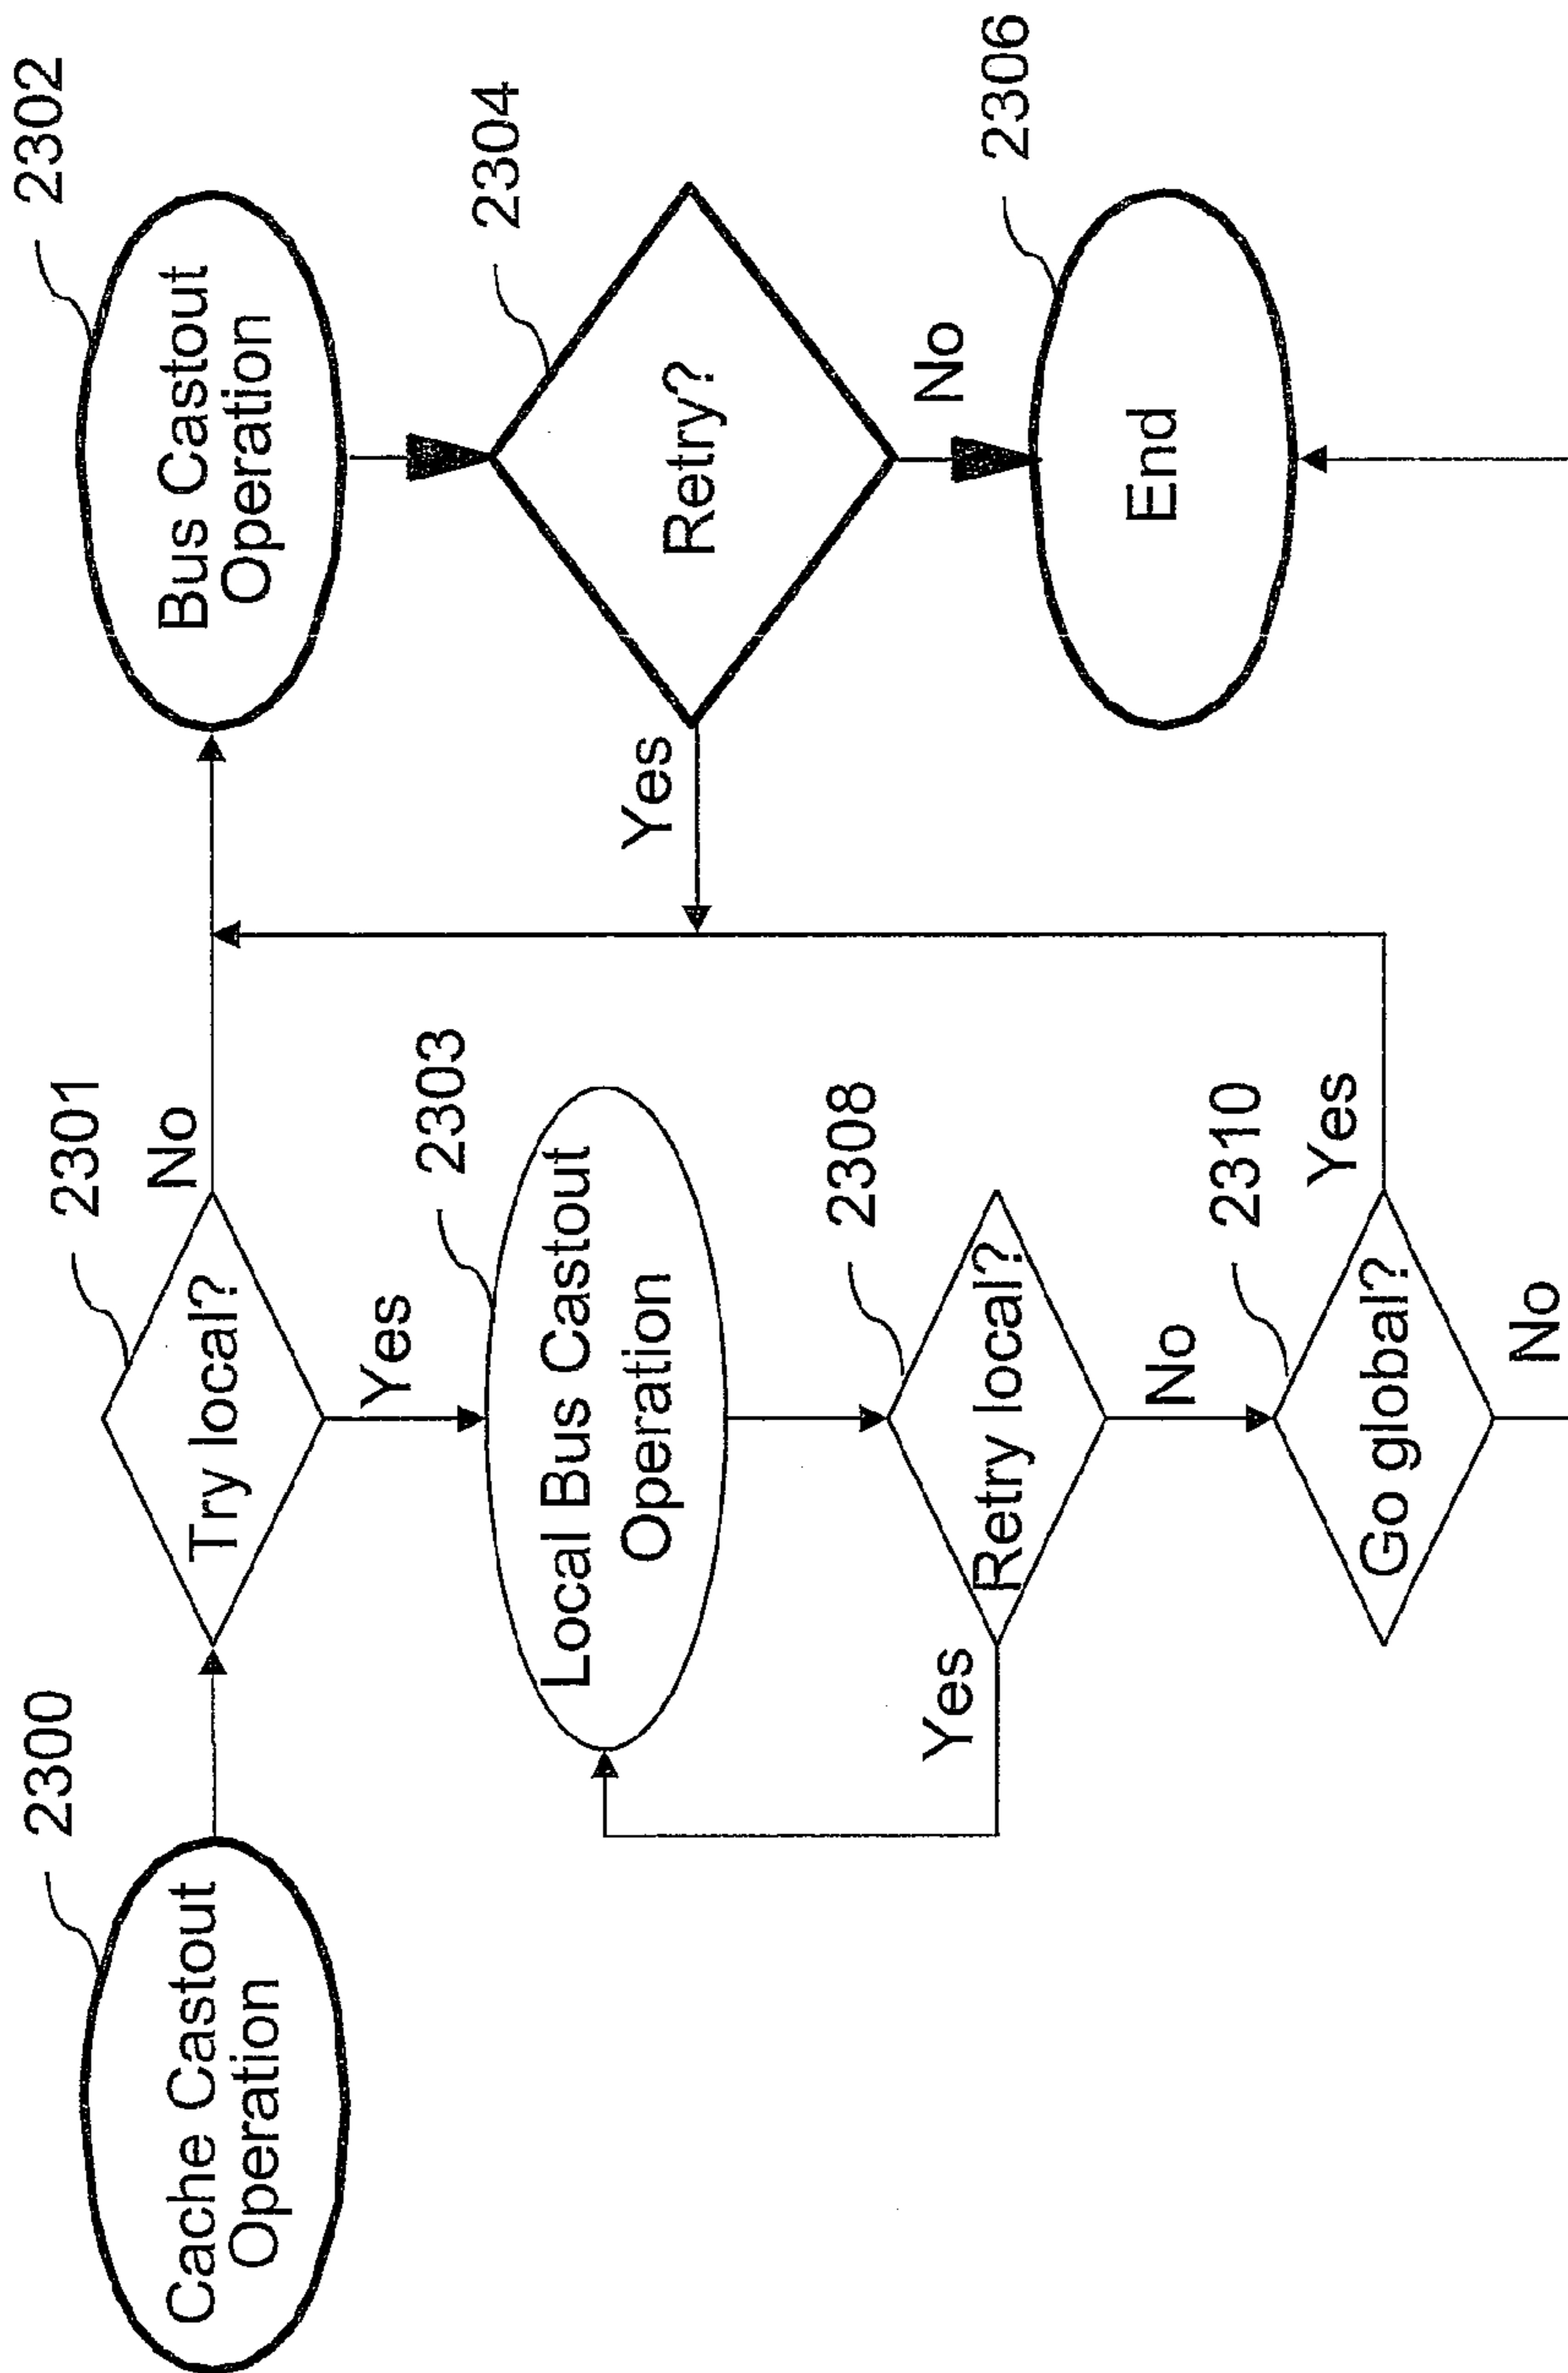 2300
Cache Castout
Operation
2301
Try local?
No
Yes
2302
Bus Castout
Operation
2303
Local Bus Castout
Operation
2304
Retry?
Yes
No
2308
Retry local?
Yes
No
2306
End
2310
Go global?
Yes
No